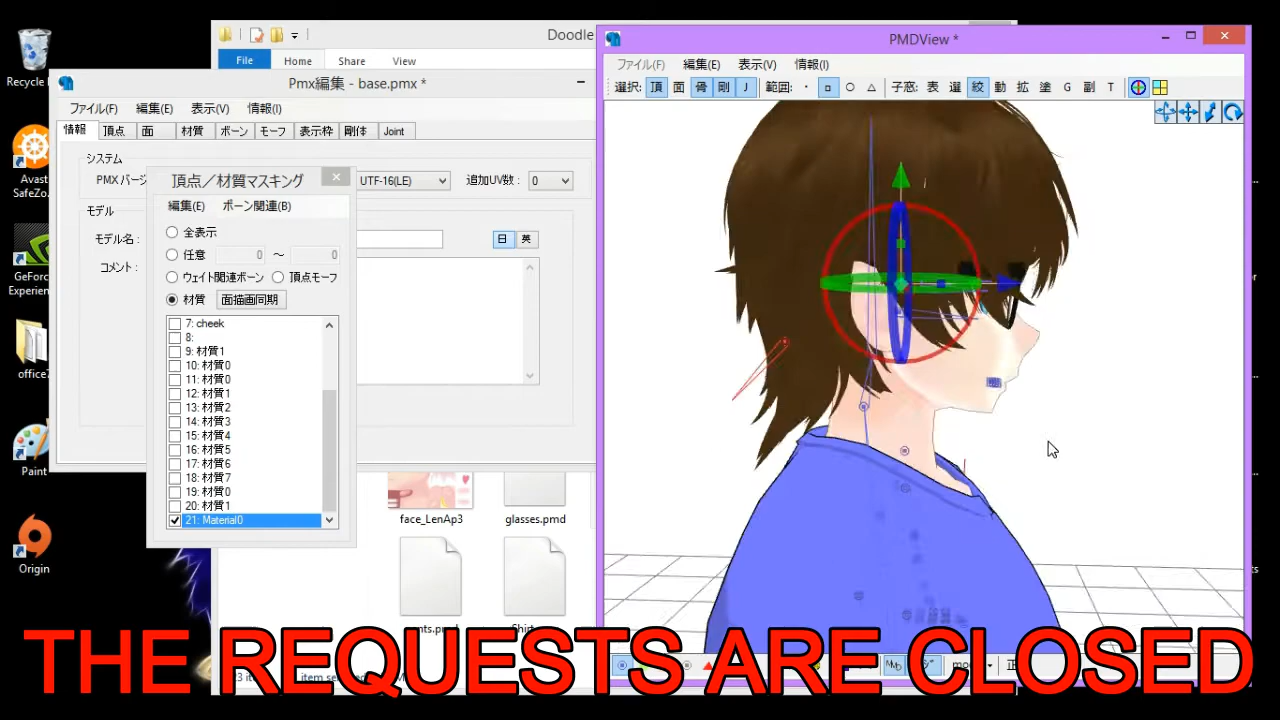 Recycle
Avast
SafeZo..
GeForce
Experien..
office7
Paint
Origin
Doodle
File
Home
Share
View
Pmx編集 - base.pmx *
ファイル(F)
編集(E)
表示(V)
情報(I)
情報
頂点
面
材質
ボーン
モーフ
表示枠
剛体
Joint
システム
PMXバージ
UTF-16(LE)
追加UV数 :
0
モデル
モデル名 :
日
英
コメント :
頂点／材質マスキング
編集(E)
ボーン関連(B)
全表示
任意
0
～
0
ウェイト関連ボーン
頂点モーフ
材質
面描画同期
7: cheek
8:
9: 材質1
10: 材質0
11: 材質0
12: 材質1
13: 材質2
14: 材質3
15: 材質4
16: 材質5
17: 材質6
18: 材質7
19: 材質0
20: 材質1
21: Material0
face_LenAp3
glasses.pmd
PMDView *
ファイル(F)
編集(E)
表示(V)
情報(I)
選択:
頂
面
骨
剛
J
範囲:
子窓:
表
選
絞
動
拡
塗
G
副
T
THE REQUESTS ARE CLOSED